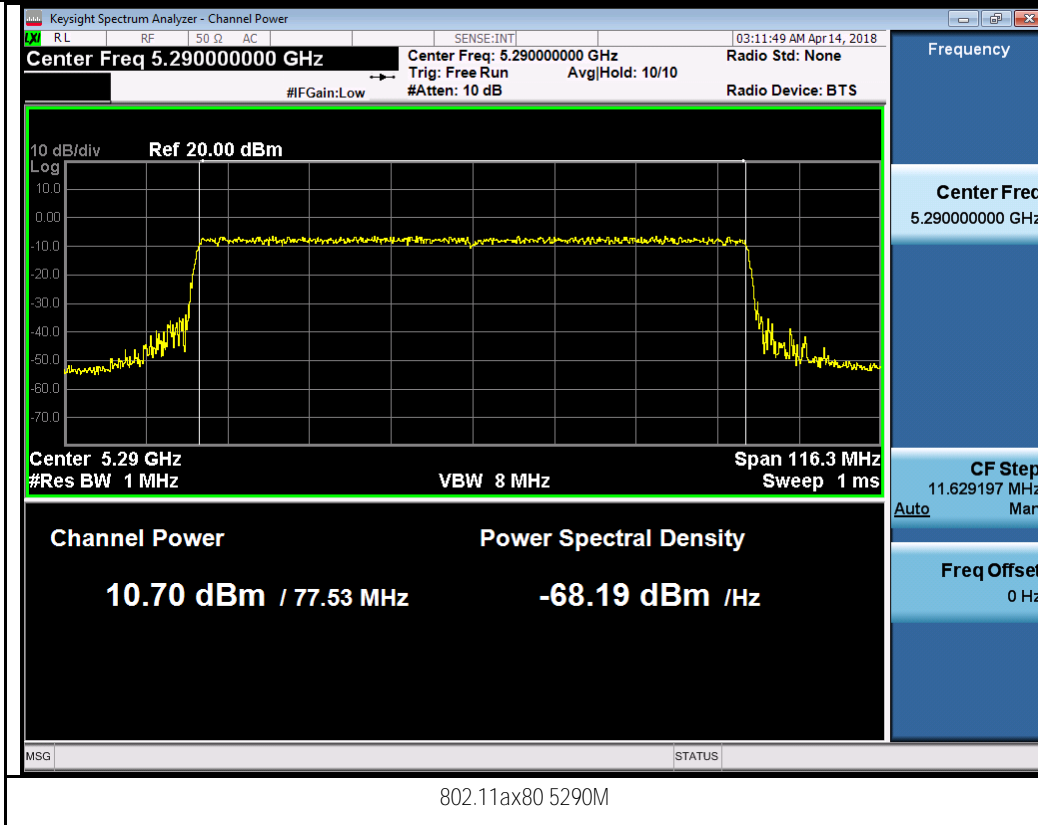 Keysight Spectrum Analyzer - Channel Power
LXI RL RF 50 Ω AC SENSE:INT 03:11:49 AM Apr 14, 2018
Center Freq 5.290000000 GHz
Center Freq: 5.290000000 GHz
Radio Std: None
Trig: Free Run Avg|Hold: 10/10
#IFGain:Low
#Atten: 10 dB
Radio Device: BTS
Frequency
10 dB/div Ref 20.00 dBm
Log
10.0
0.00
-10.0
-20.0
-30.0
-40.0
-50.0
-60.0
-70.0
Center 5.29 GHz Span 116.3 MHz
#Res BW 1 MHz VBW 8 MHz Sweep 1 ms
Center Freq
5.290000000 GHz
CF Step
11.629197 MHz
Auto Man
Freq Offset
0 Hz
Channel Power Power Spectral Density
10.70 dBm / 77.53 MHz -68.19 dBm /Hz
MSG STATUS
802.11ax80 5290M